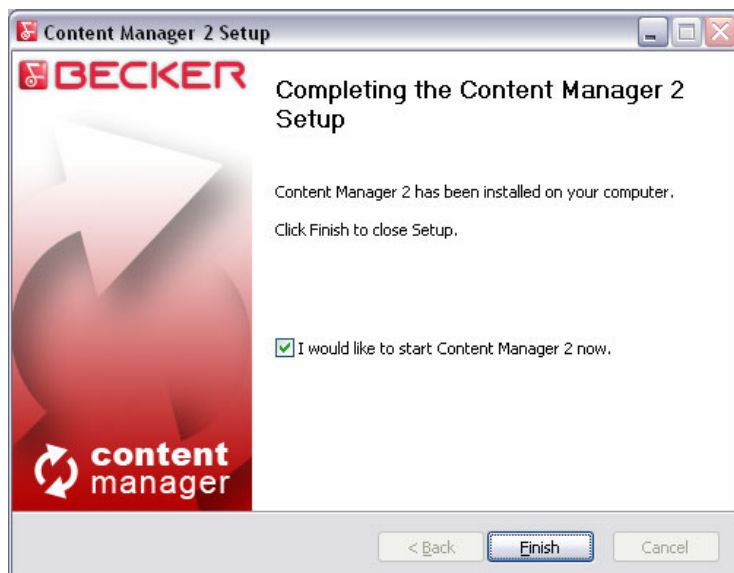 Content Manager 2 Setup
BECKER
Completing the Content Manager 2
Setup
Content Manager 2 has been installed on your computer.
Click Finish to close Setup.
I would like to start Content Manager 2 now.
content
manager
< Back
Finish
Cancel